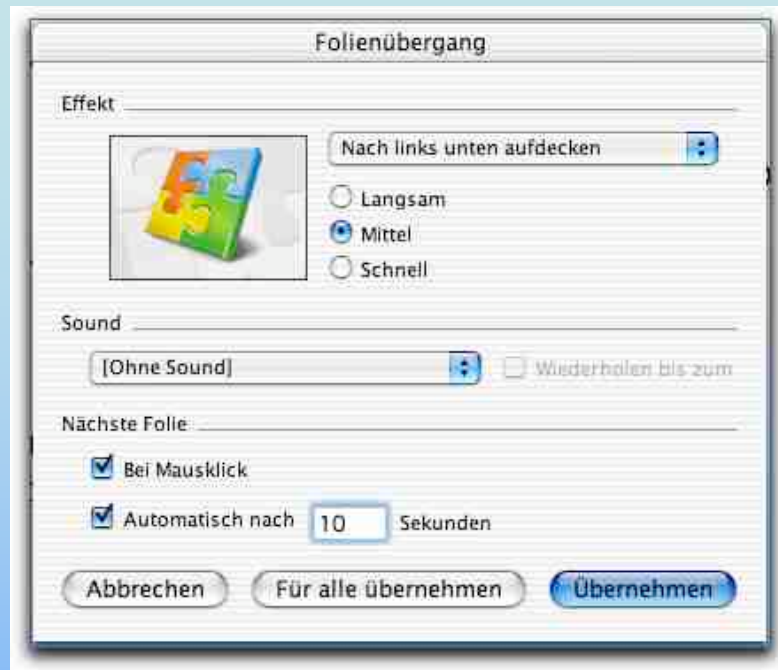 Folienübergang
Effekt
Nach links unten aufdecken
Langsam
Mittel
Schnell
Sound
[Ohne Sound]
Wiederholen bis zum
Nächste Folie
Bei Mausklick
Automatisch nach 10 Sekunden
Abbrechen Für alle übernehmen Übernehmen